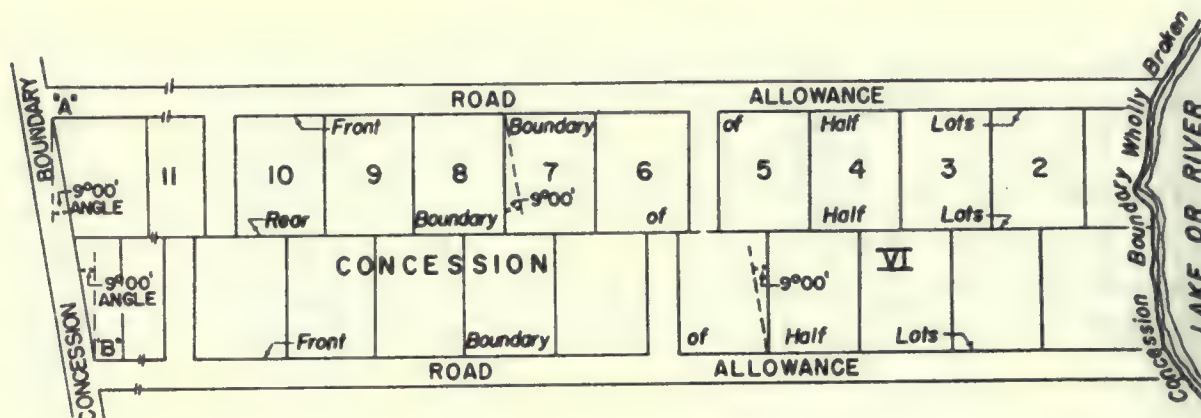 Broken
BOUNDARY
"A"
ROAD ALLOWANCE
Front Boundary of Half Lots
11 10 9 8 7 6 5 4 3 2
9°00' ANGLE
9°00'
Rear Boundary of Half Lots
Concession Boundary Wholly
LAKE OR RIVER
CONCESSION VI
9°00' ANGLE
9°00'
"B"
Front Boundary of Half Lots
ROAD ALLOWANCE
CONCESSION